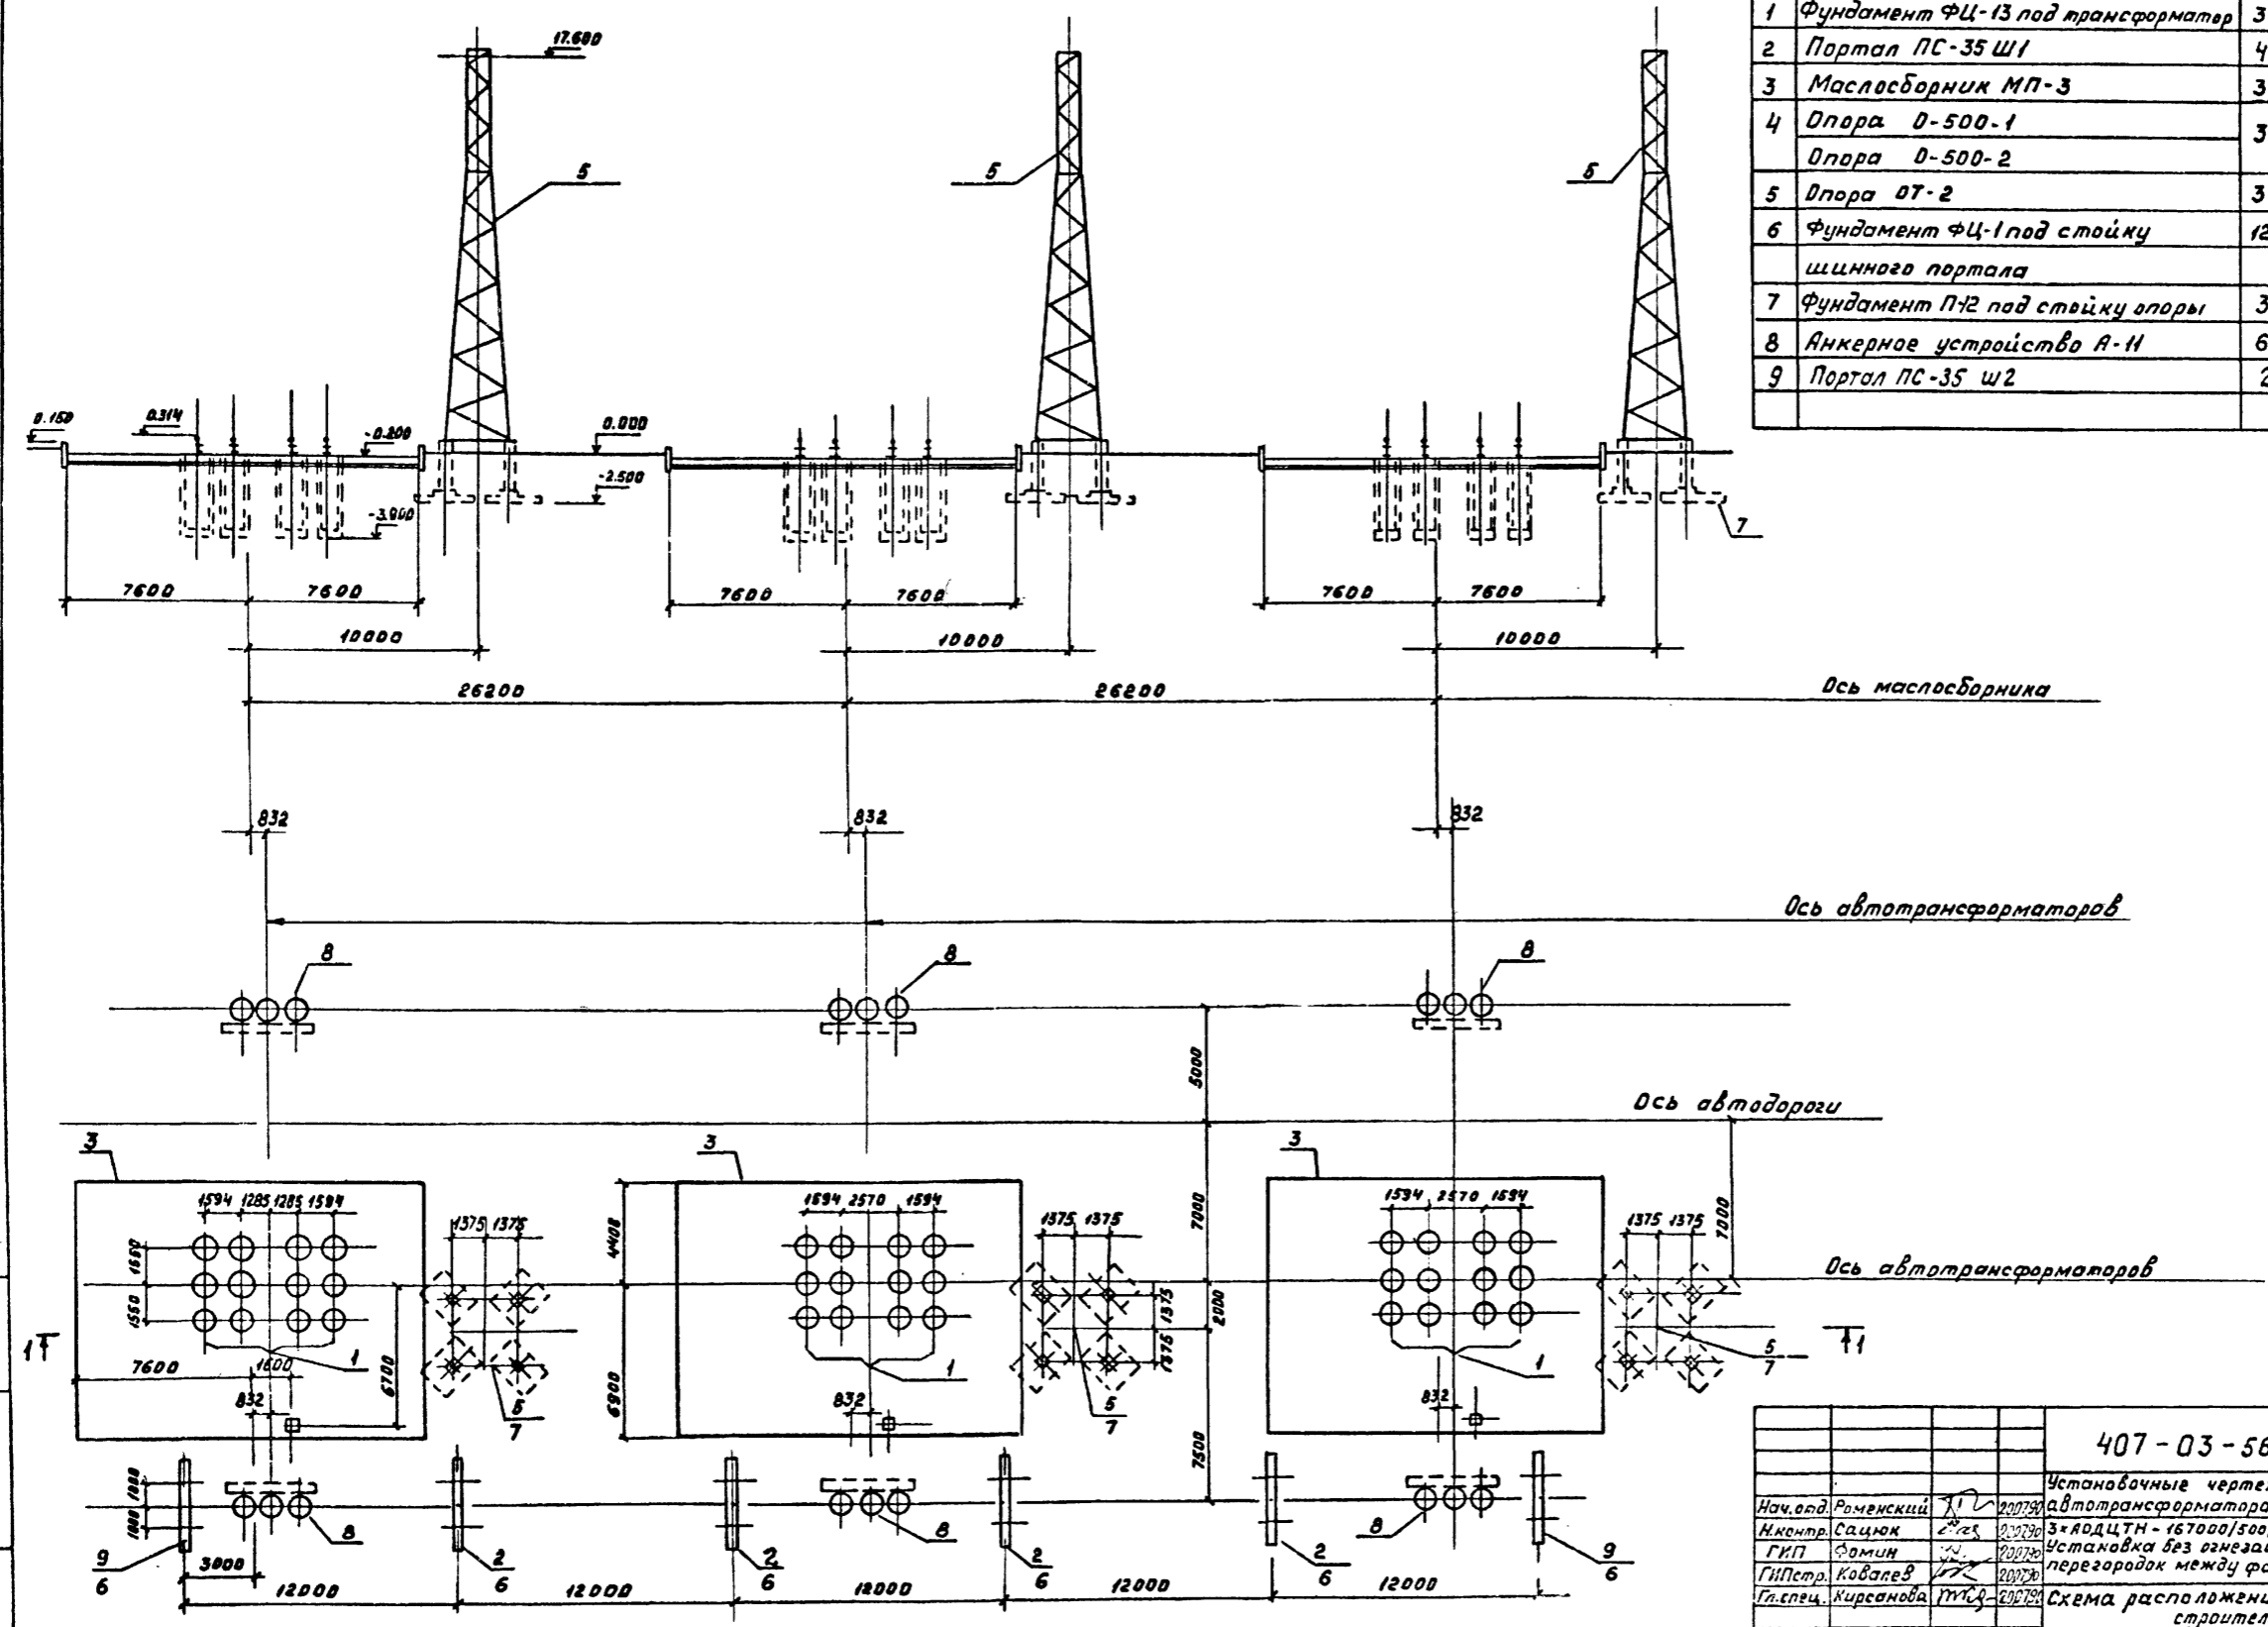 1 Фундамент ФЦ-13 под трансформатор 3
2 Портал ПС-35 Ш1 4
3 Маслосборник МП-3 3
4 Опора О-500-1 3
Опора О-500-2
5 Опора ОТ-2 3
6 Фундамент ФЦ-1 под стойку 12
шинного портала
7 Фундамент П-12 под стойку опоры 3
8 Анкерное устройство А-11 6
9 Портал ПС-35 Ш2 2
17.600
5 5 5
0.150 0.314 -0.200 0.000
-2.500
-3.000
7
7600 7600 7600 7600 7600 7600
10000 10000 10000
26200 26200 Ось маслосборника
832 832 832
Ось автотрансформаторов
8 8 8
5000
Ось автодороги
3 3 3
1594 1285 1285 1594 1594 2570 1594 1594 2570 1594
1375 1375 1375 1375 1375 1375
4400 7000 7000
1550
Ось автотрансформаторов
1550 1375 2000
1 1
7600 1600 1 6700 1 1375 1 5
7
832 6900 832 832
5 5
7 7
7500
1000 1000
8 8 8
9 2 2 2 2 9
6 6 6 6 6 6
3000
12000 12000 12000 12000 12000
407-03-56
Установочные черте
Нач.отд. Роменский автотрансформатора
Н.контр. Сацюк 3×АОДЦТН-167000/500
ГИП Фомин Установка без огнеза
ГИПстр. Ковалев перегородок между фа
Гл.спец. Кирсанова Схема расположени
строител